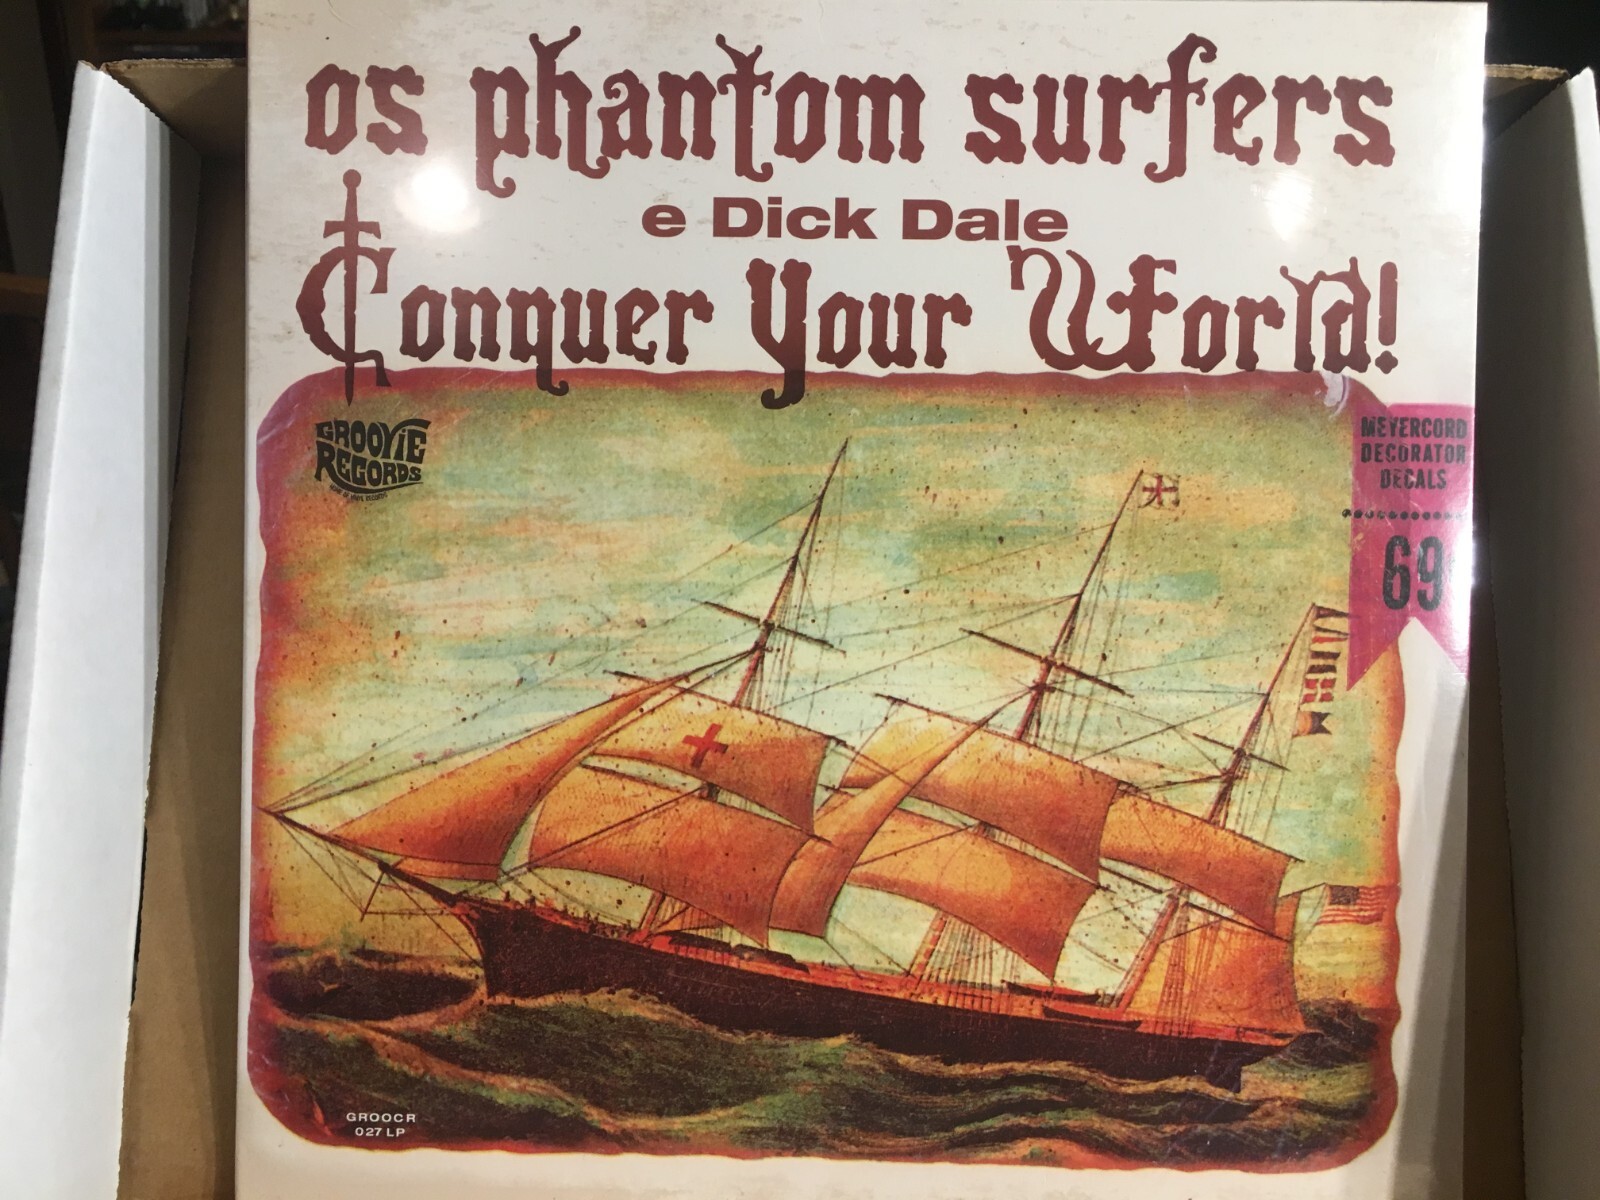 os phantom surfers
e Dick Dale
Conquer Your World!
GROOVIE
RECORDS
MEYERCORD
DECORATOR
DECALS
69
GROOCR
027 LP